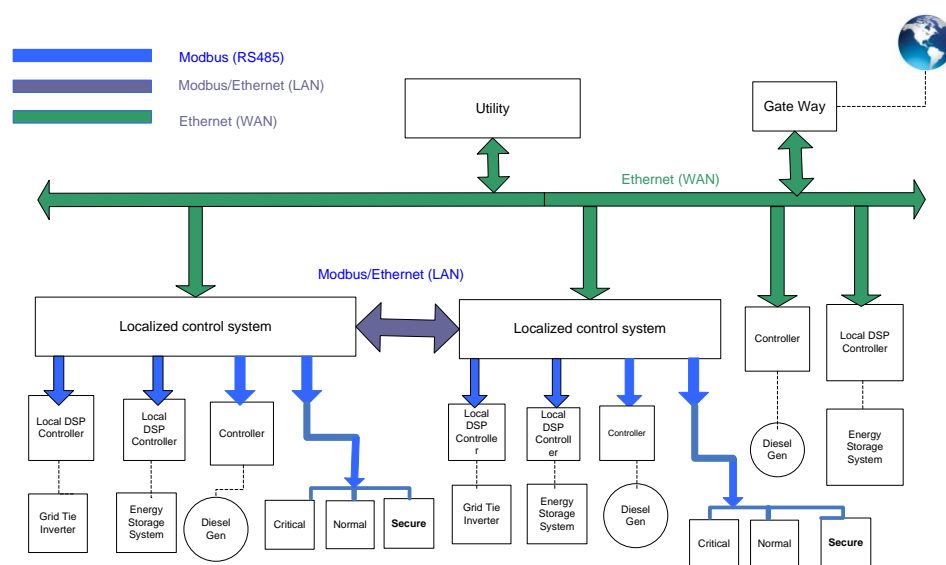 Modbus (RS485)
Modbus/Ethernet (LAN)
Ethernet (WAN)
Utility
Gate Way
Ethernet (WAN)
Modbus/Ethernet (LAN)
Localized control system
Localized control system
Controller
Local DSP
Controller
Local DSP
Controller
Local
DSP
Controller
Controller
Local
DSP
Controlle
r
Local
DSP
Controll
er
Controller
Diesel
Gen
Energy
Storage
System
Grid Tie
Inverter
Energy
Storage
System
Diesel
Gen
Critical
Normal
Secure
Grid Tie
Inverter
Energy
Storage
System
Diesel
Gen
Critical
Normal
Secure